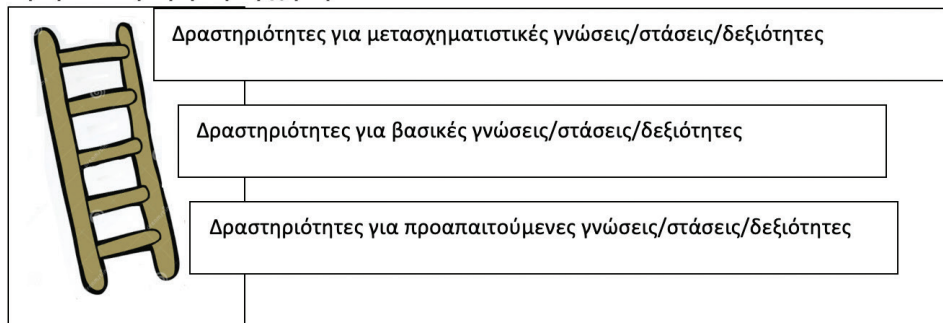 Δραστηριότητες για μετασχηματιστικές γνώσεις/στάσεις/δεξιότητες
Δραστηριότητες για βασικές γνώσεις/στάσεις/δεξιότητες
Δραστηριότητες για προαπαιτούμενες γνώσεις/στάσεις/δεξιότητες